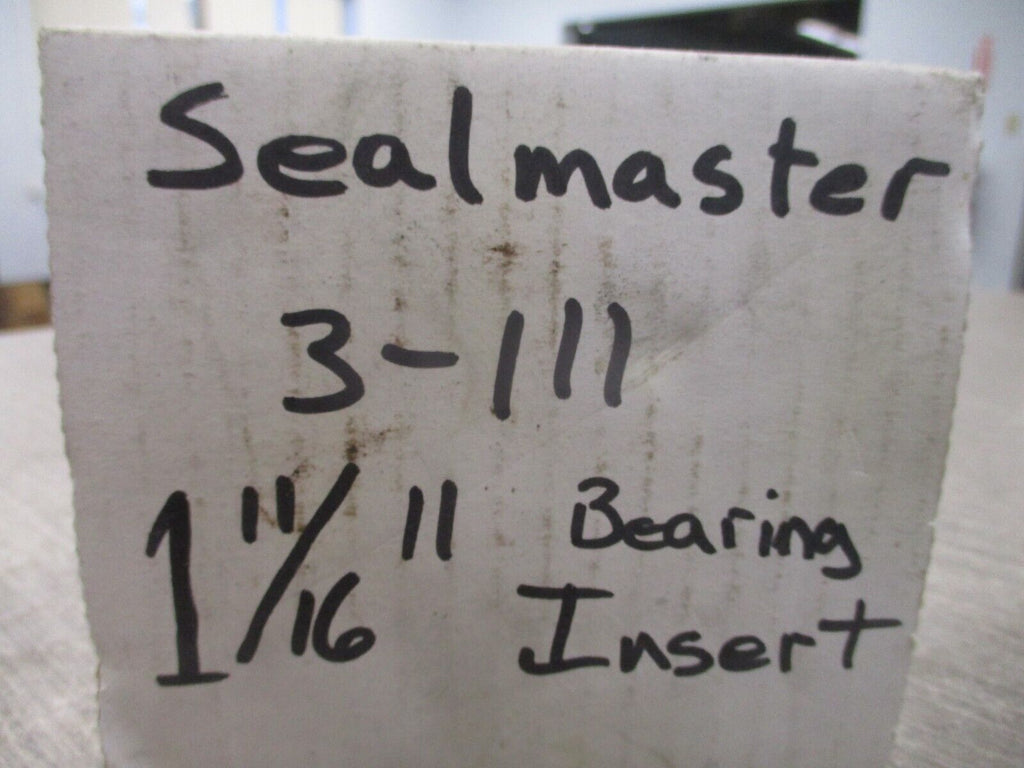 Sealmaster
3-111
1 11/16" Bearing
Insert